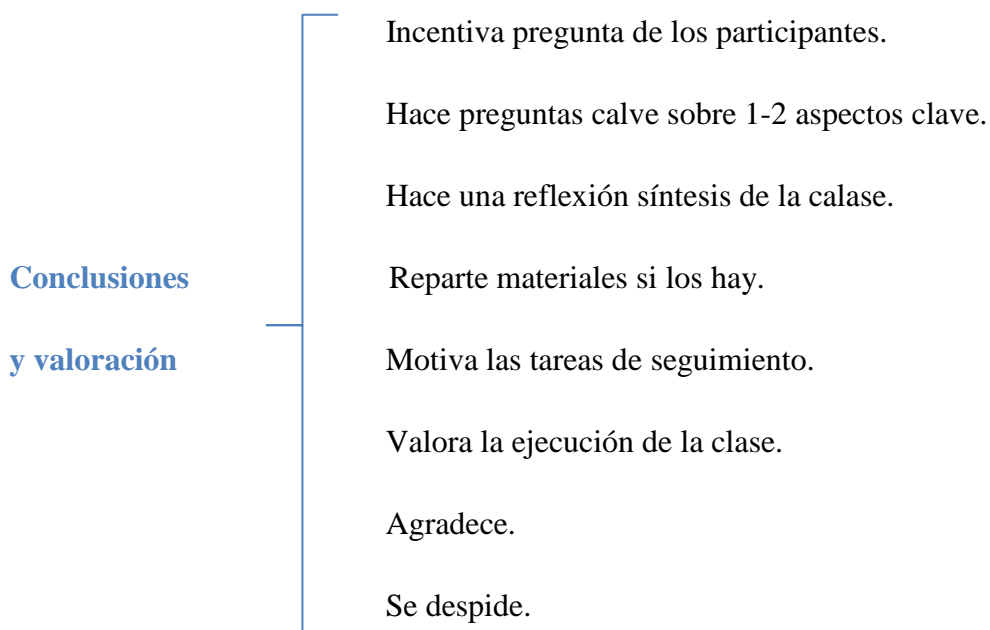 Incentiva pregunta de los participantes.
Hace preguntas calve sobre 1-2 aspectos clave.
Hace una reflexión síntesis de la calase.
Conclusiones
Reparte materiales si los hay.
y valoración
Motiva las tareas de seguimiento.
Valora la ejecución de la clase.
Agradece.
Se despide.